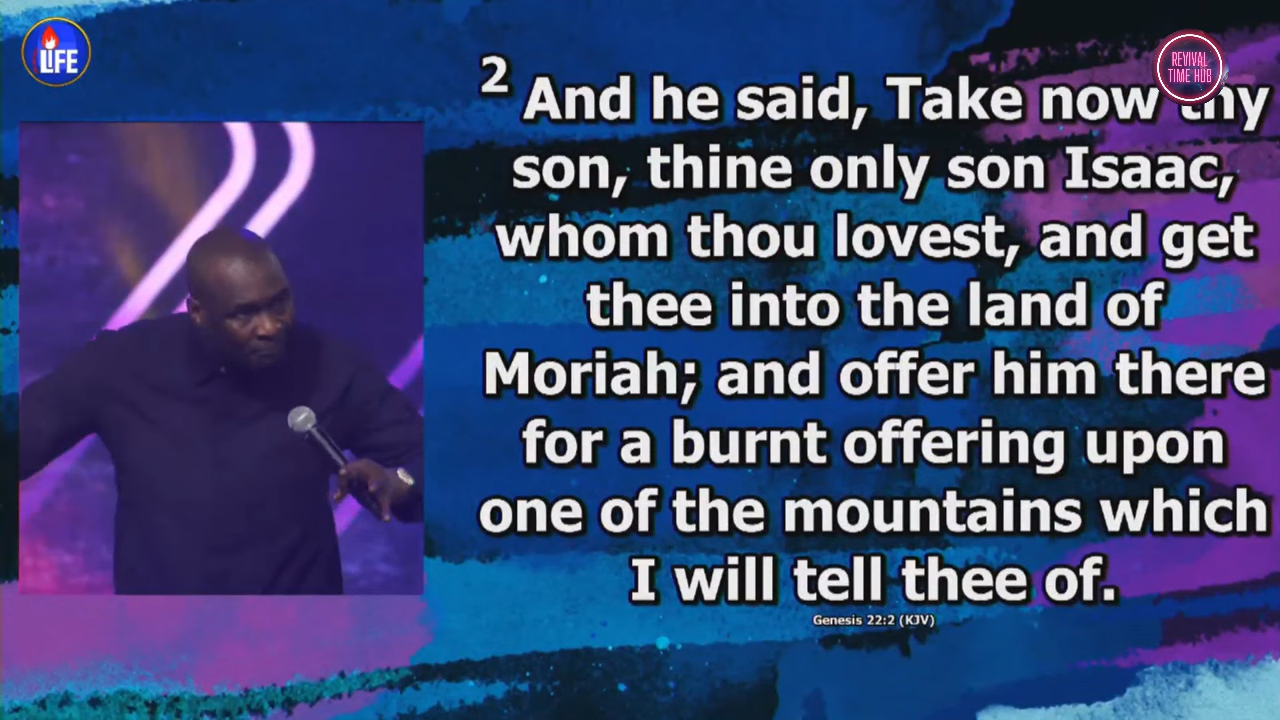 LIFE
REVIVAL
TIME HUB
2 And he said, Take now thy
son, thine only son Isaac,
whom thou lovest, and get
thee into the land of
Moriah; and offer him there
for a burnt offering upon
one of the mountains which
I will tell thee of.
Genesis 22:2 (KJV)